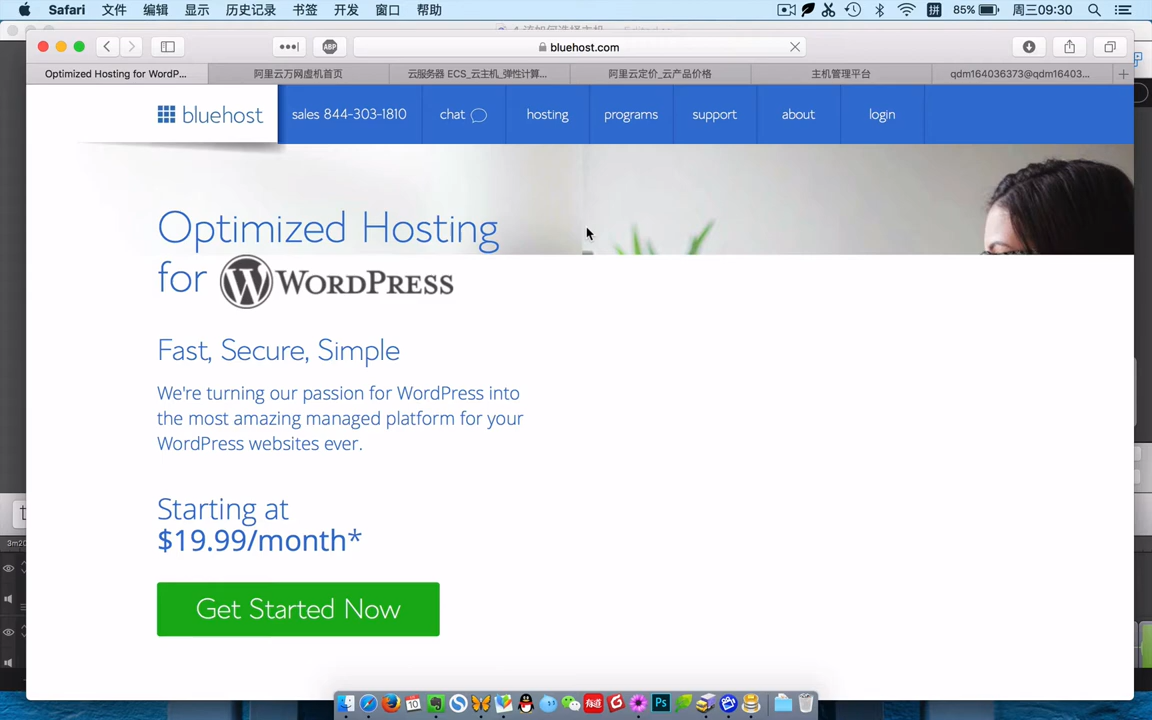 Safari 文件 编辑 显示 历史记录 书签 开发 窗口 帮助
拼 85% 周三09:30
ABP
bluehost.com
Optimized Hosting for WordP...
阿里云万网虚机首页
云服务器 ECS_云主机_弹性计算...
阿里云定价_云产品价格
主机管理平台
qdm164036373@qdm16403...
bluehost
sales 844-303-1810
chat
hosting
programs
support
about
login
Optimized Hosting
for WORDPRESS
Fast, Secure, Simple
We're turning our passion for WordPress into
the most amazing managed platform for your
WordPress websites ever.
Starting at
$19.99/month*
Get Started Now